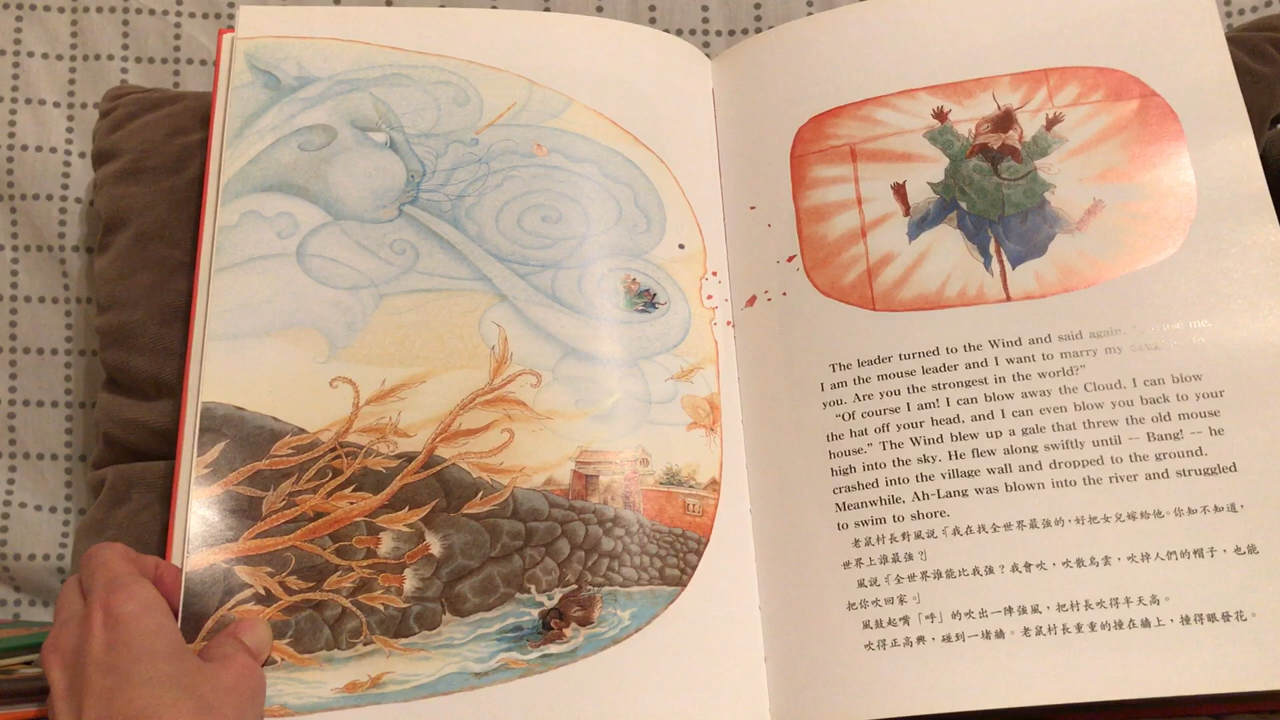 The leader turned to the Wind and said again, me,
I am the mouse leader and I want to marry my to
you. Are you the strongest in the world?"
"Of course I am! I can blow away the Cloud, I can blow
the hat off your head, and I can even blow you back to your
house." The Wind blew up a gale that threw the old mouse
high into the sky. He flew along swiftly until -- Bang! -- he
crashed into the village wall and dropped to the ground.
Meanwhile, Ah-Lang was blown into the river and struggled
to swim to shore.
老鼠村長對風說：「我在找全世界最強的，好把女兒嫁給他。你知不知道，
世界上誰最強？」
風說：「全世界誰能比我強？我會吹，吹散烏雲，吹掉人們的帽子，也能
把你吹回家。」
風鼓起嘴「呼」的吹出一陣強風，把村長吹得半天高。
吹得正高興，碰到一堵牆。老鼠村長重重的撞在牆上，撞得眼發花。